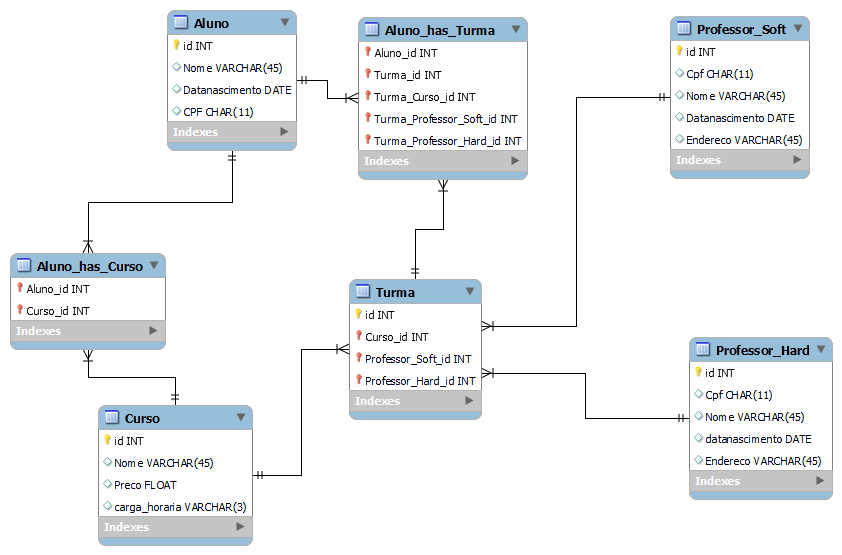 Aluno
id INT
Nome VARCHAR(45)
Datanascimento DATE
CPF CHAR(11)
Indexes
Aluno_has_Turma
Aluno_id INT
Turma_id INT
Turma_Curso_id INT
Turma_Professor_Soft_id INT
Turma_Professor_Hard_id INT
Indexes
Professor_Soft
id INT
Cpf CHAR(11)
Nome VARCHAR(45)
Datanascimento DATE
Endereco VARCHAR(45)
Indexes
Aluno_has_Curso
Aluno_id INT
Curso_id INT
Indexes
Turma
id INT
Curso_id INT
Professor_Soft_id INT
Professor_Hard_id INT
Indexes
Professor_Hard
id INT
Cpf CHAR(11)
Nome VARCHAR(45)
datanascimento DATE
Endereco VARCHAR(45)
Indexes
Curso
id INT
Nome VARCHAR(45)
Preco FLOAT
carga_horaria VARCHAR(3)
Indexes